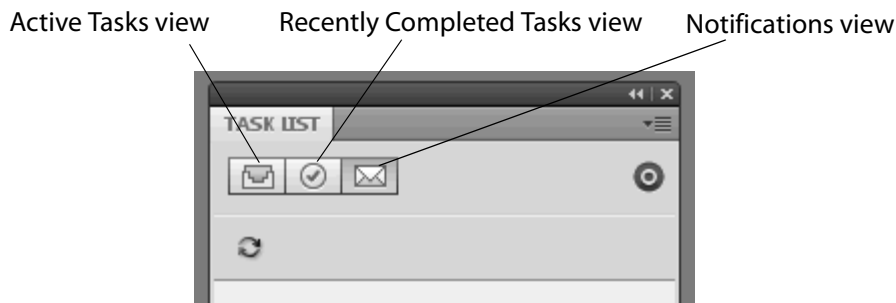 Active Tasks view Recently Completed Tasks view Notifications view
TASK LIST